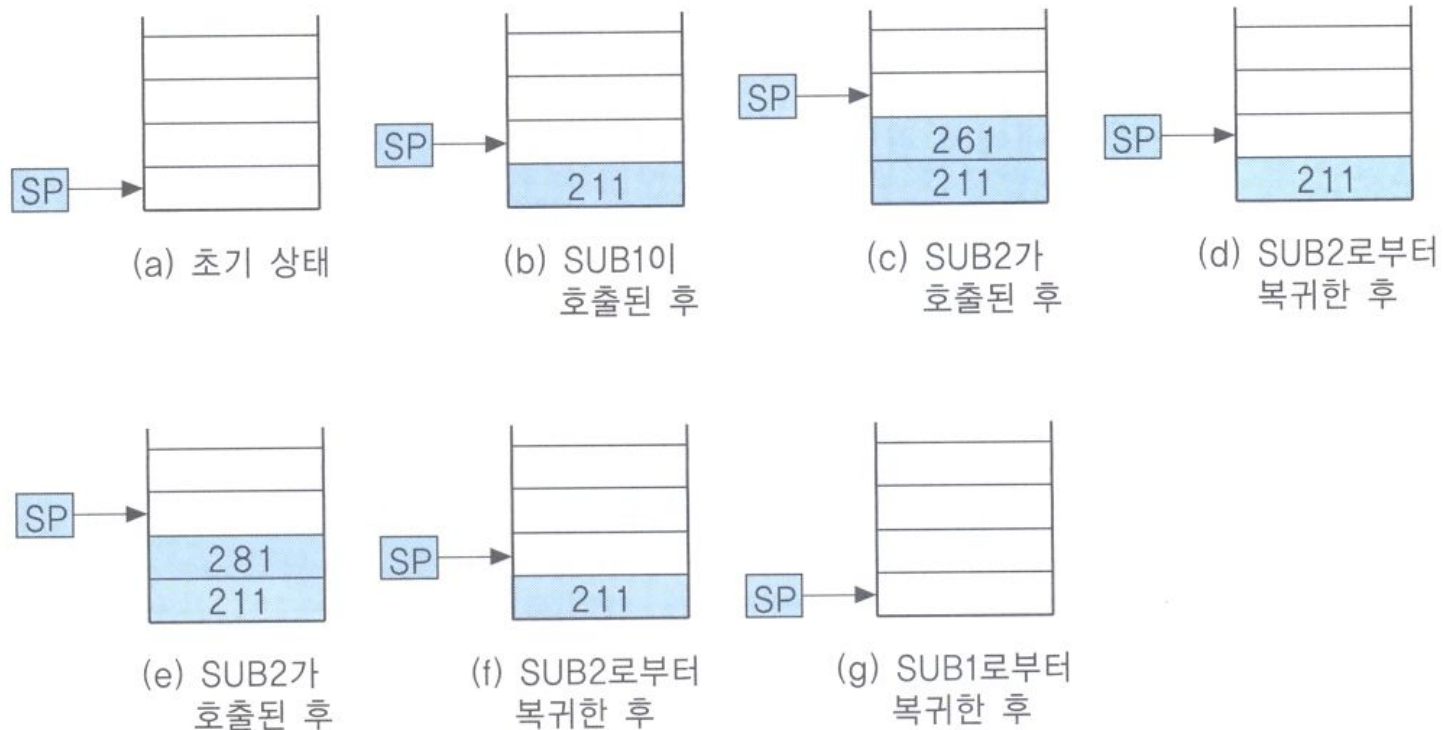 SP
(a) 초기 상태
SP
211
(b) SUB1이
호출된 후
SP
261
211
(c) SUB2가
호출된 후
SP
211
(d) SUB2로부터
복귀한 후
SP
281
211
(e) SUB2가
호출된 후
SP
211
(f) SUB2로부터
복귀한 후
SP
(g) SUB1로부터
복귀한 후